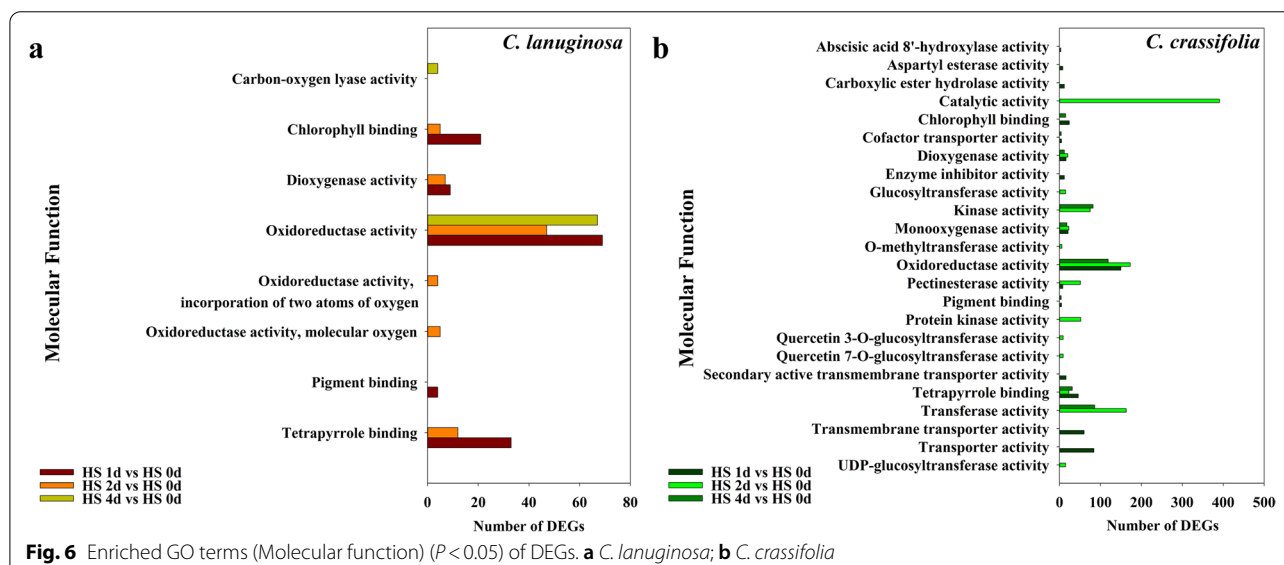 a
C. lanuginosa
Molecular Function
Carbon-oxygen lyase activity
Chlorophyll binding
Dioxygenase activity
Oxidoreductase activity
Oxidoreductase activity,
incorporation of two atoms of oxygen
Oxidoreductase activity, molecular oxygen
Pigment binding
Tetrapyrrole binding
HS 1d vs HS 0d
HS 2d vs HS 0d
HS 4d vs HS 0d
0 20 40 60 80
Number of DEGs
b
C. crassifolia
Molecular Function
Abscisic acid 8'-hydroxylase activity
Aspartyl esterase activity
Carboxylic ester hydrolase activity
Catalytic activity
Chlorophyll binding
Cofactor transporter activity
Dioxygenase activity
Enzyme inhibitor activity
Glucosyltransferase activity
Kinase activity
Monooxygenase activity
O-methyltransferase activity
Oxidoreductase activity
Pectinesterase activity
Pigment binding
Protein kinase activity
Quercetin 3-O-glucosyltransferase activity
Quercetin 7-O-glucosyltransferase activity
Secondary active transmembrane transporter activity
Tetrapyrrole binding
Transferase activity
Transmembrane transporter activity
Transporter activity
UDP-glucosyltransferase activity
HS 1d vs HS 0d
HS 2d vs HS 0d
HS 4d vs HS 0d
0 100 200 300 400 500
Number of DEGs
Fig. 6 Enriched GO terms (Molecular function) (P < 0.05) of DEGs. a C. lanuginosa; b C. crassifolia